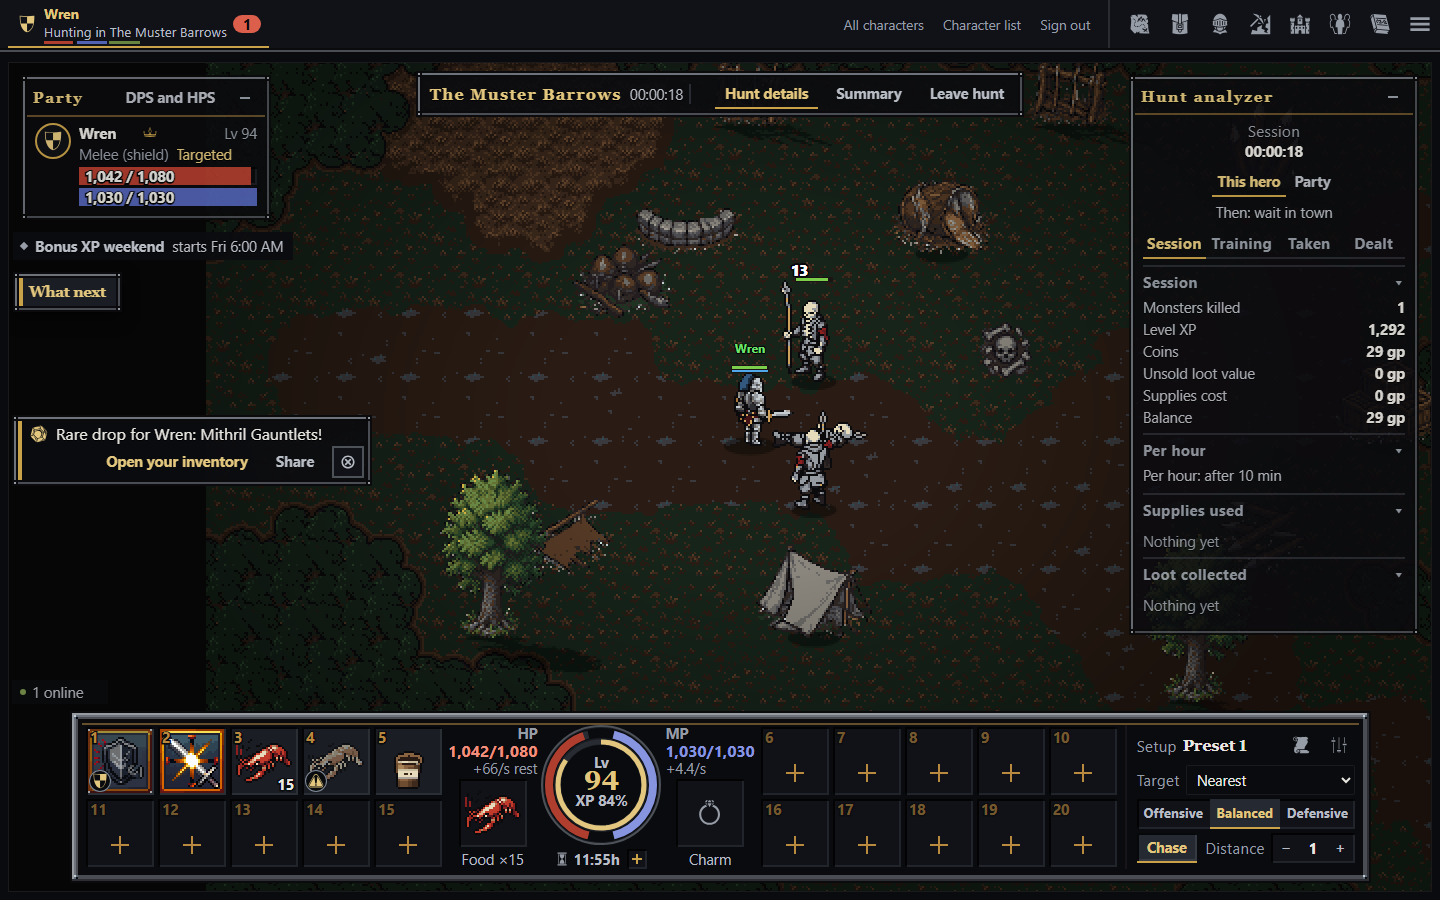 Wren
Hunting in The Muster Barrows
1
All characters
Character list
Sign out
Party
DPS and HPS
Wren
Lv 94
Melee (shield) Targeted
1,042 / 1,080
1,030 / 1,030
Bonus XP weekend starts Fri 6:00 AM
What next
Rare drop for Wren: Mithril Gauntlets!
Open your inventory
Share
1 online
The Muster Barrows 00:00:18
Hunt details
Summary
Leave hunt
13
Wren
Hunt analyzer
Session
00:00:18
This hero Party
Then: wait in town
Session Training Taken Dealt
Session
Monsters killed 1
Level XP 1,292
Coins 29 gp
Unsold loot value 0 gp
Supplies cost 0 gp
Balance 29 gp
Per hour
Per hour: after 10 min
Supplies used
Nothing yet
Loot collected
Nothing yet
1
2
3
15
4
5
11
12
13
14
15
HP
1,042/1,080
+66/s rest
Food ×15
Lv
94
XP 84%
11:55h +
MP
1,030/1,030
+4.4/s
Charm
6
7
8
9
10
16
17
18
19
20
Setup Preset 1
Target Nearest
Offensive Balanced Defensive
Chase Distance − 1 +